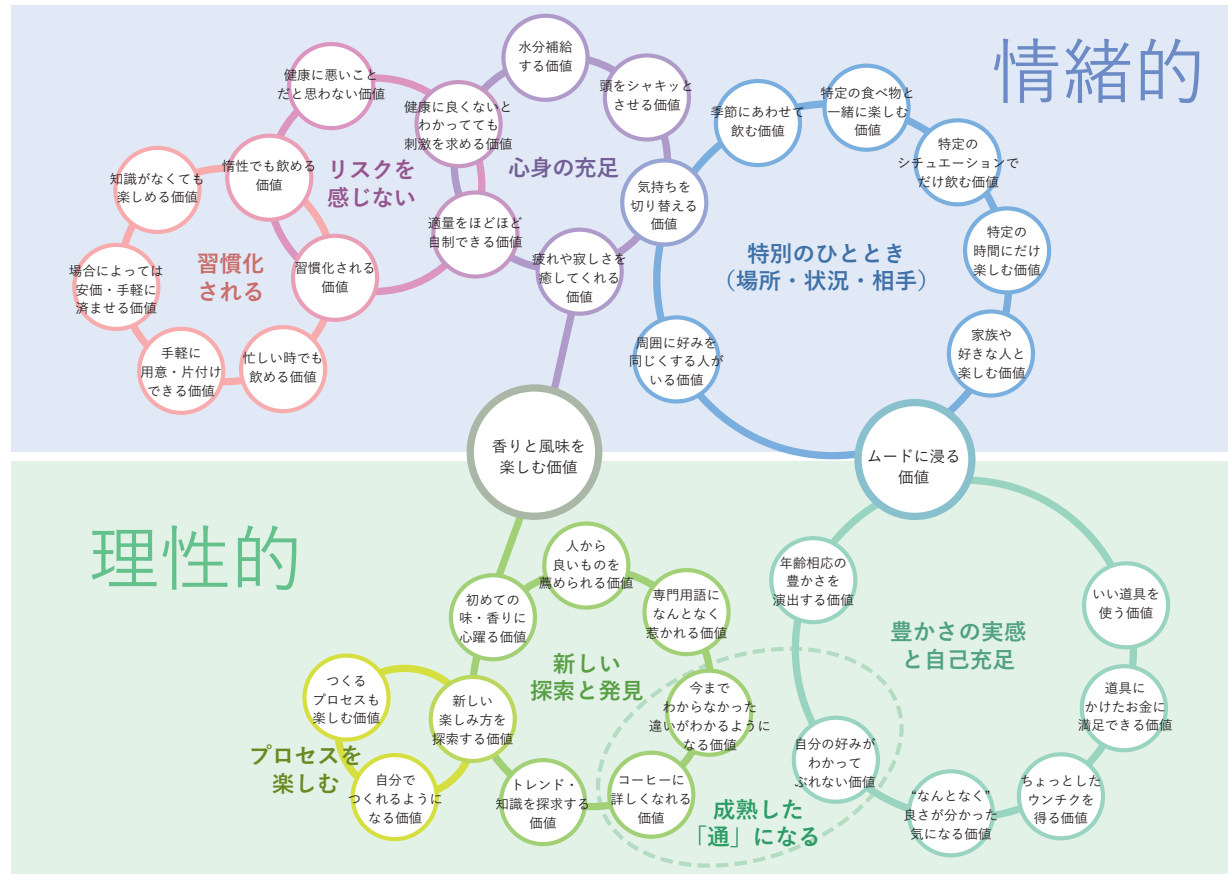 情緒的
水分補給
する価値
健康に悪いこと
だと思わない価値
健康に良くないと
わかってても
刺激を求める価値
頭をシャキッと
させる価値
季節にあわせて
飲む価値
特定の食べ物と
一緒に楽しむ
価値
特定の
シチュエーションで
だけ飲む価値
知識がなくても
楽しめる価値
惰性でも飲める
価値
リスクを
感じない
心身の充足
気持ちを
切り替える
価値
適量をほどほど
自制できる価値
特定の
時間にだけ
楽しむ価値
場合によっては
安価・手軽に
済ませる価値
習慣化
される
習慣化される
価値
疲れや寂しさを
癒してくれる
価値
特別のひととき
（場所・状況・相手）
手軽に
用意・片付け
できる価値
忙しい時でも
飲める価値
周囲に好みを
同じくする人が
いる価値
家族や
好きな人と
楽しむ価値
香りと風味を
楽しむ価値
ムードに浸る
価値
理性的
人から
良いものを
薦められる価値
初めての
味・香りに
心躍る価値
専門用語に
なんとなく
惹かれる価値
年齢相応の
豊かさを
演出する価値
いい道具を
使う価値
豊かさの実感
と自己充足
新しい
探索と発見
つくる
プロセスも
楽しむ価値
新しい
楽しみ方を
探索する価値
今まで
わからなかった
違いがわかるように
なる価値
道具に
かけたお金に
満足できる価値
プロセスを
楽しむ
自分の好みが
わかって
ぶれない価値
自分で
つくれるように
なる価値
トレンド・
知識を探求する
価値
コーヒーに
詳しくなれる
価値
成熟した
「通」になる
“なんとなく”
良さが分かった
気になる価値
ちょっとした
ウンチクを
得る価値